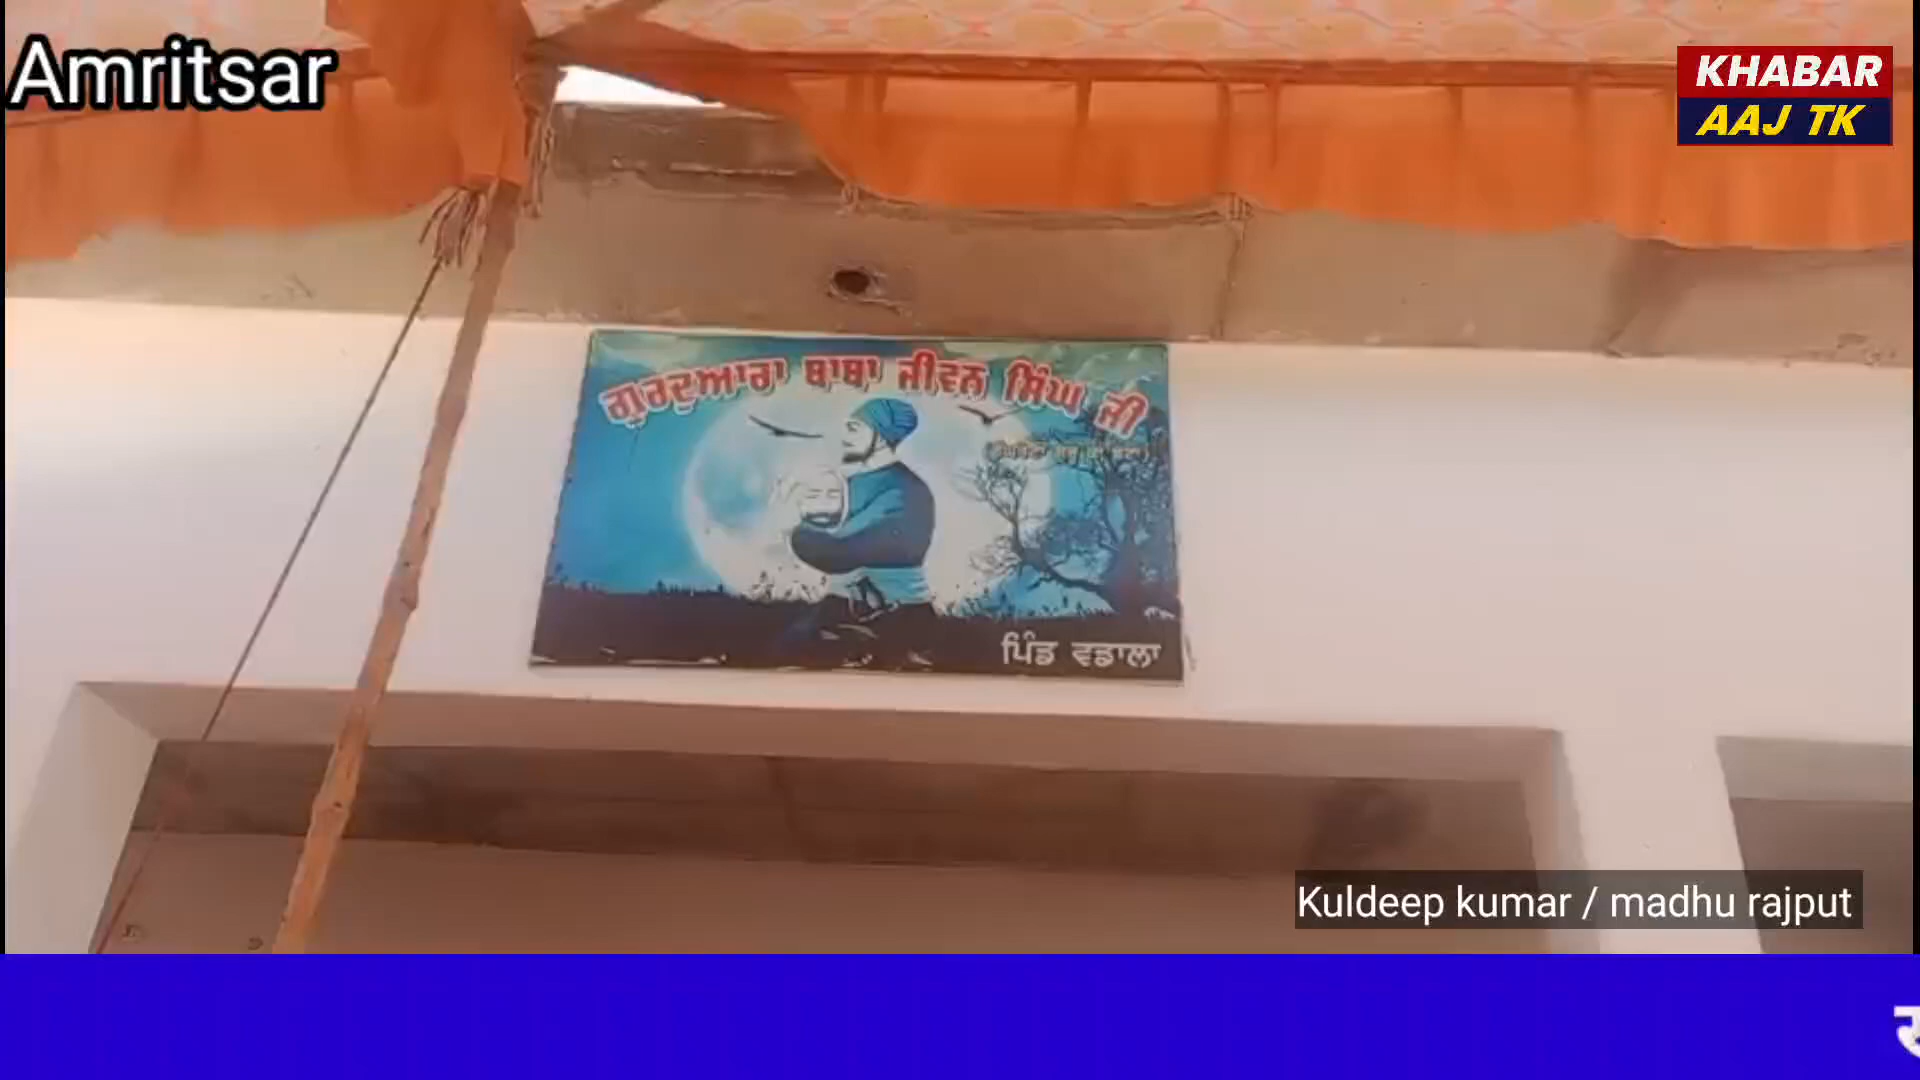 Amritsar
KHABAR
AAJ TK
ਗੁਰਦੁਆਰਾ ਬਾਬਾ ਜੀਵਨ ਸਿੰਘ ਜੀ
ਪਿੰਡ ਵਡਾਲਾ
Kuldeep kumar / madhu rajput